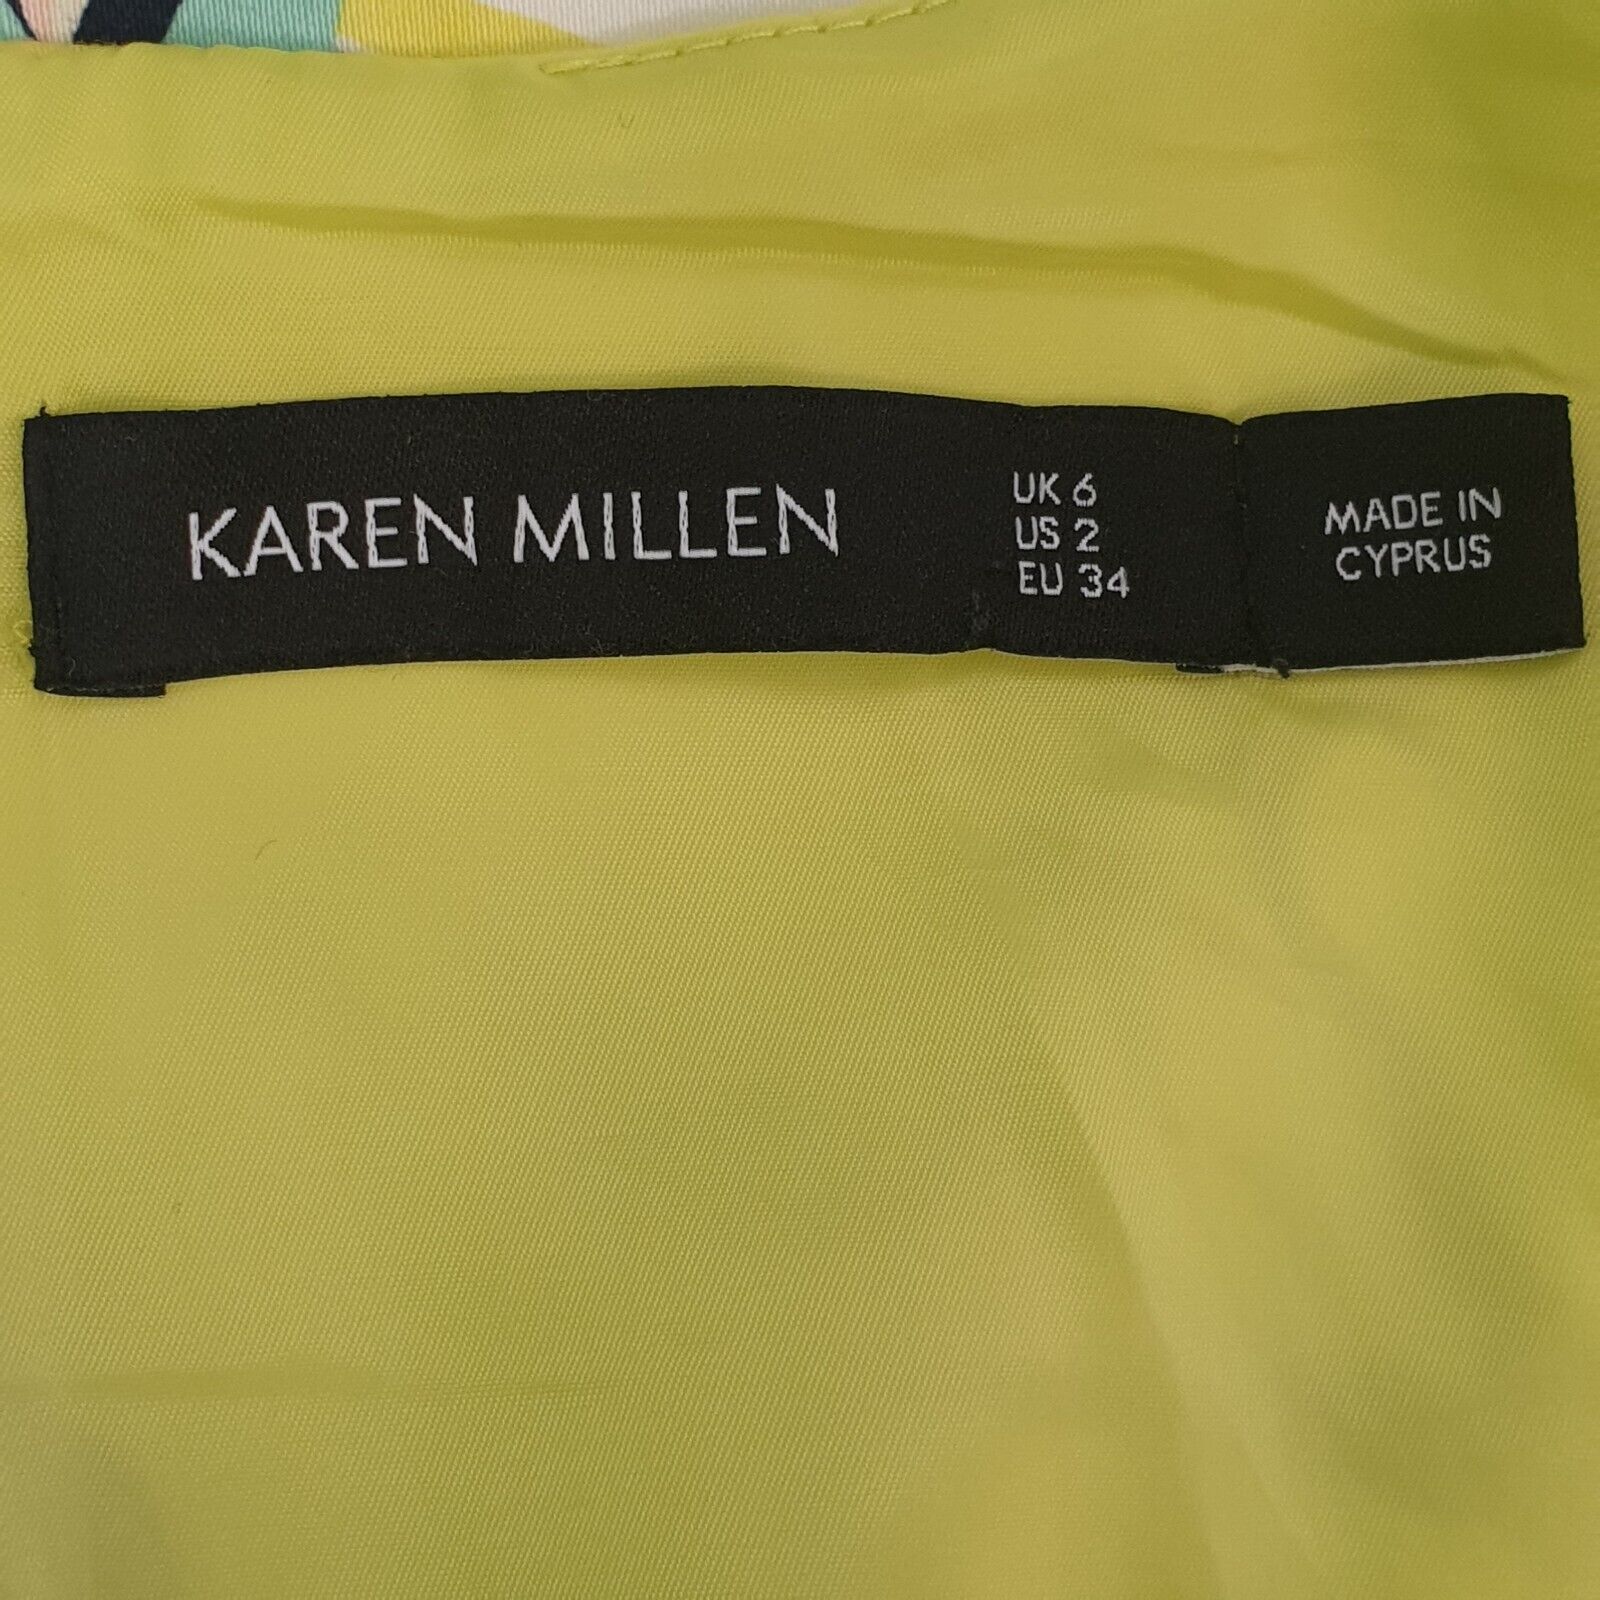 KAREN MILLEN
UK 6
US 2
EU 34
MADE IN
CYPRUS